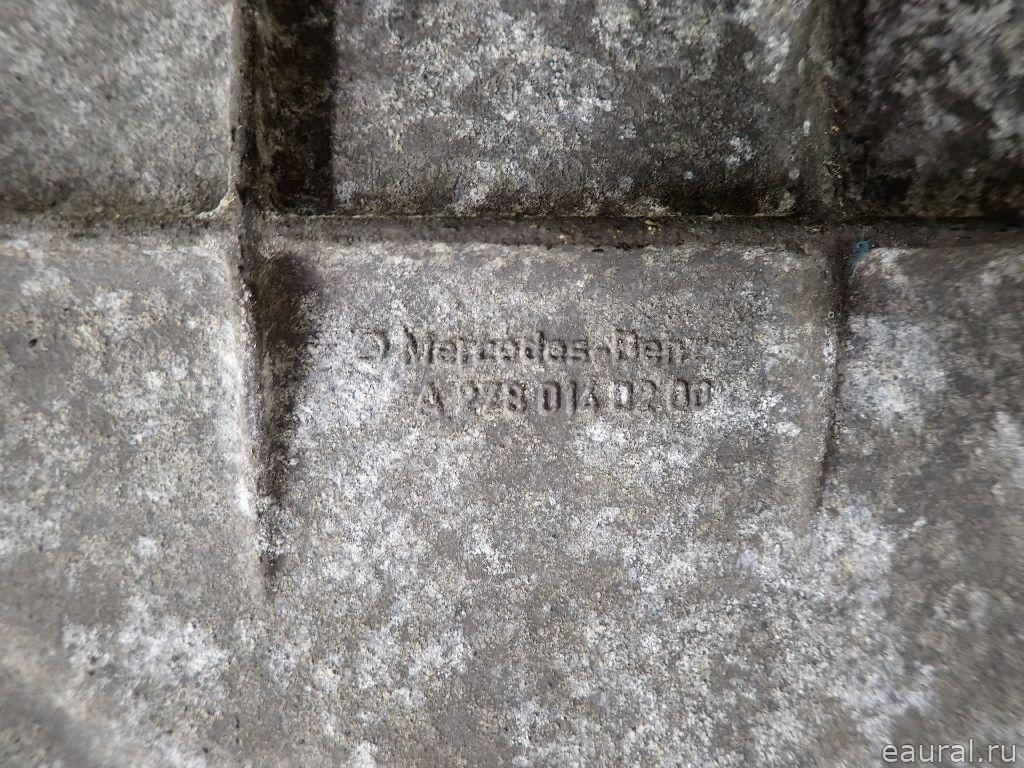 Mercedes-Benz
A 278 014 02 00
eaural.ru